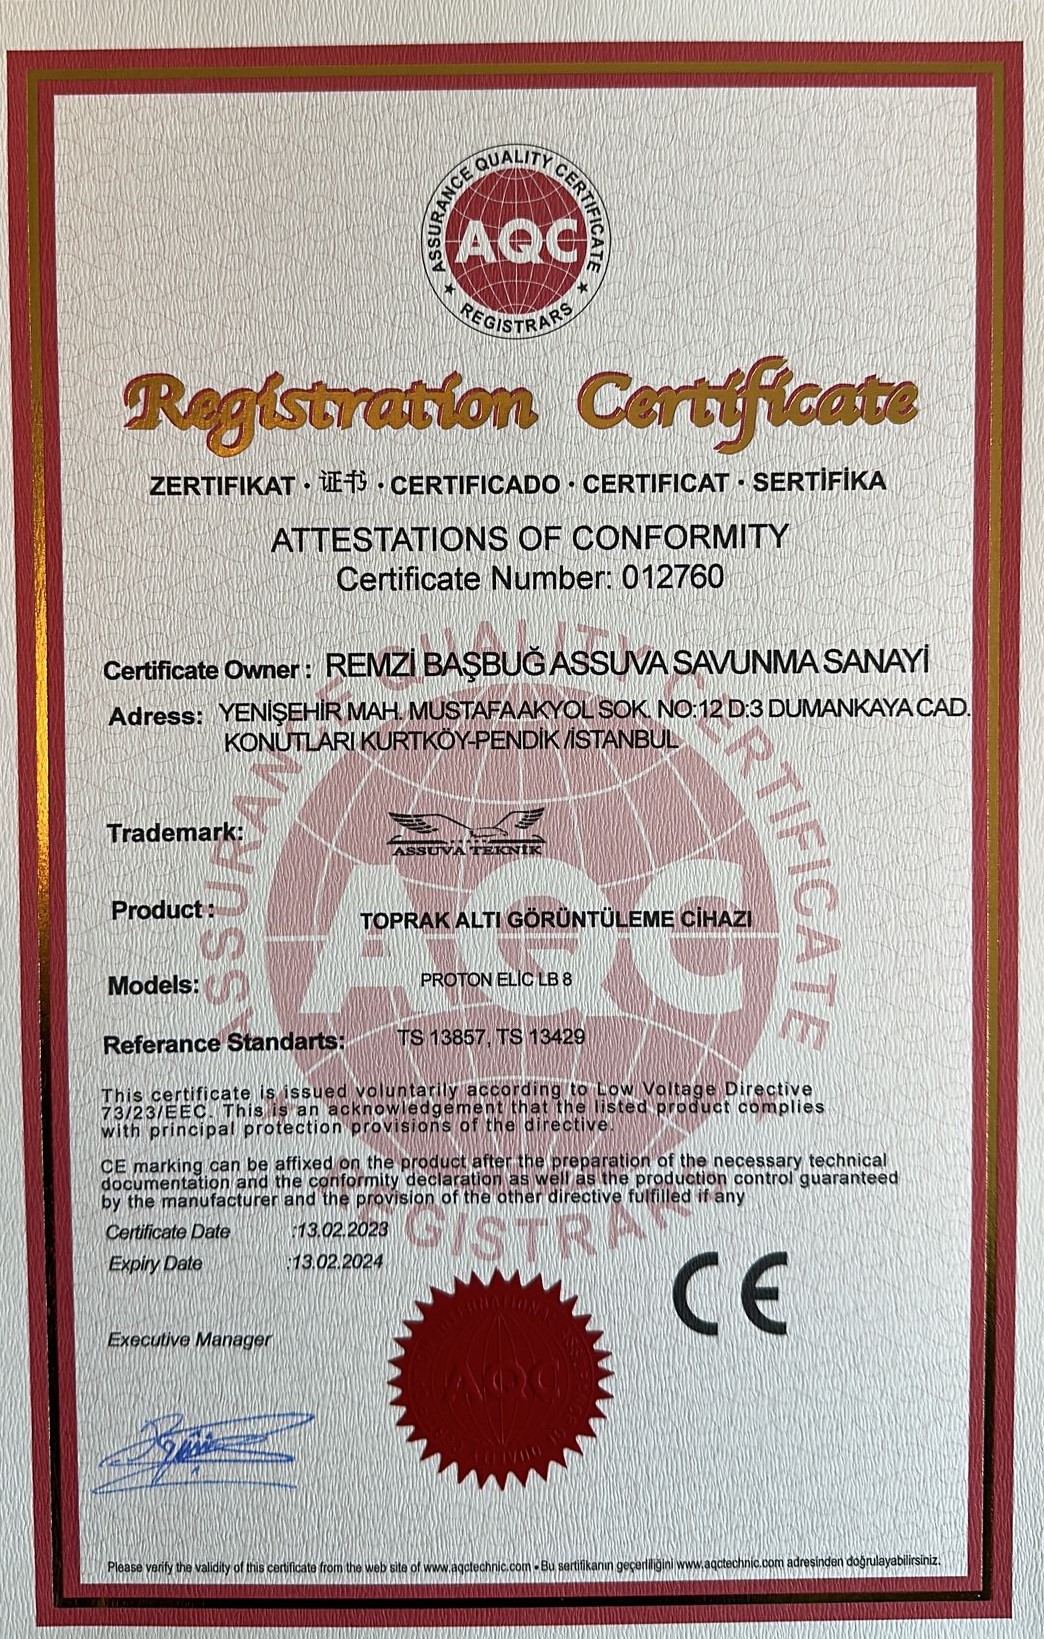 ASSURANCE QUALITY CERTIFICATE
AQC
REGISTRARS
Registration Certificate
ZERTIFIKAT · 证书 · CERTIFICADO · CERTIFICAT · SERTİFİKA
ATTESTATIONS OF CONFORMITY
Certificate Number: 012760
Certificate Owner : REMZİ BAŞBUĞ ASSUVA SAVUNMA SANAYİ
Adress: YENİŞEHİR MAH. MUSTAFA AKYOL SOK. NO:12 D:3 DUMANKAYA CAD.
KONUTLARI KURTKÖY-PENDİK /İSTANBUL
Trademark:
ASSUVA TEKNİK
Product :
TOPRAK ALTI GÖRÜNTÜLEME CİHAZI
Models: PROTON ELİC LB 8
Referance Standarts: TS 13857, TS 13429
This certificate is issued voluntarily according to Low Voltage Directive
73/23/EEC. This is an acknowledgement that the listed product complies
with principal protection provisions of the directive.
CE marking can be affixed on the product after the preparation of the necessary technical
documentation and the conformity declaration as well as the production control guaranteed
by the manufacturer and the provision of the other directive fulfilled if any
Certificate Date :13.02.2023
Expiry Date :13.02.2024
CE
Executive Manager
AQC
Please verify the validity of this certificate from the web site of www.aqctechnic.com • Bu sertifikanın geçerliliğini www.aqctechnic.com adresinden doğrulayabilirsiniz.
ASSURANCE QUALITY CERTIFICATE
AQC
REGISTRARS